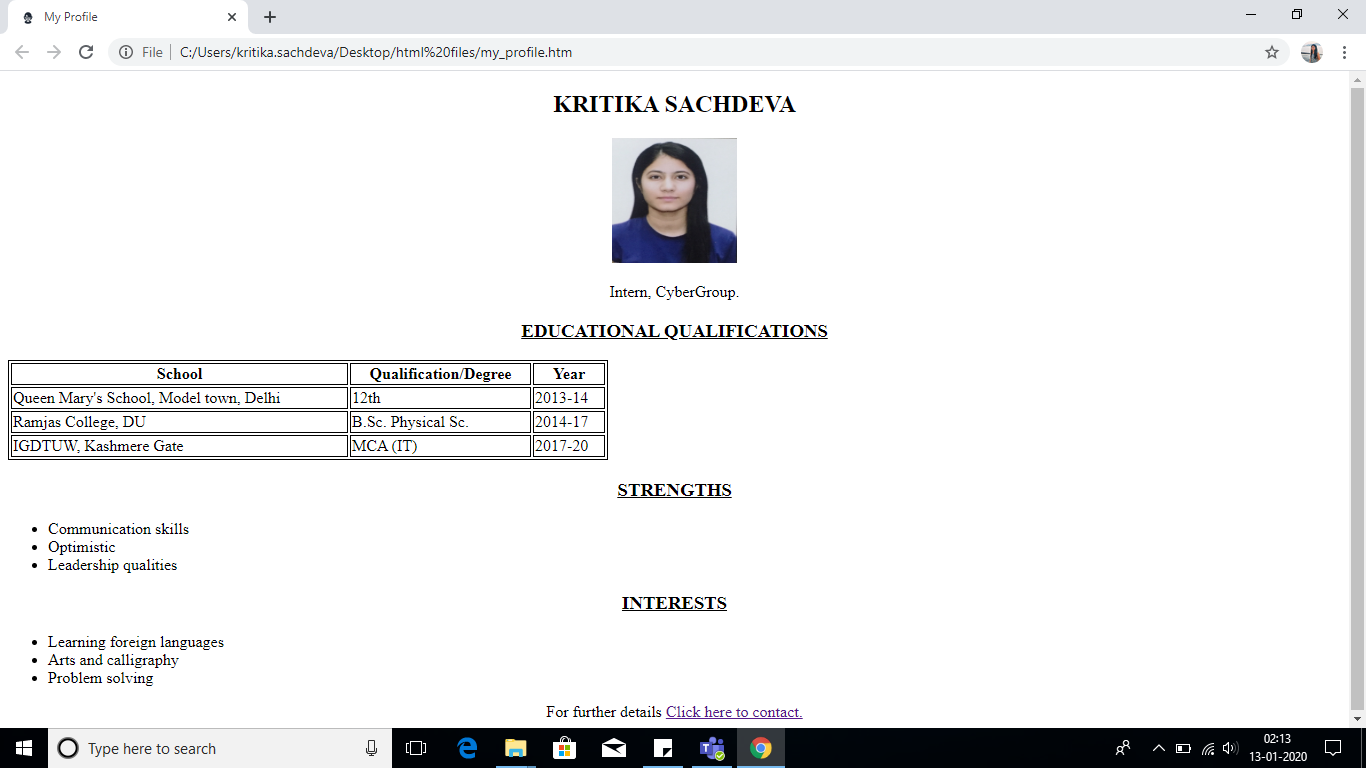 My Profile
File C:/Users/kritika.sachdeva/Desktop/html%20files/my_profile.htm
KRITIKA SACHDEVA
Intern, CyberGroup.
EDUCATIONAL QUALIFICATIONS
School Qualification/Degree Year
Queen Mary's School, Model town, Delhi 12th 2013-14
Ramjas College, DU B.Sc. Physical Sc. 2014-17
IGDTUW, Kashmere Gate MCA (IT) 2017-20
STRENGTHS
• Communication skills
• Optimistic
• Leadership qualities
INTERESTS
• Learning foreign languages
• Arts and calligraphy
• Problem solving
For further details Click here to contact.
Type here to search
02:13
13-01-2020